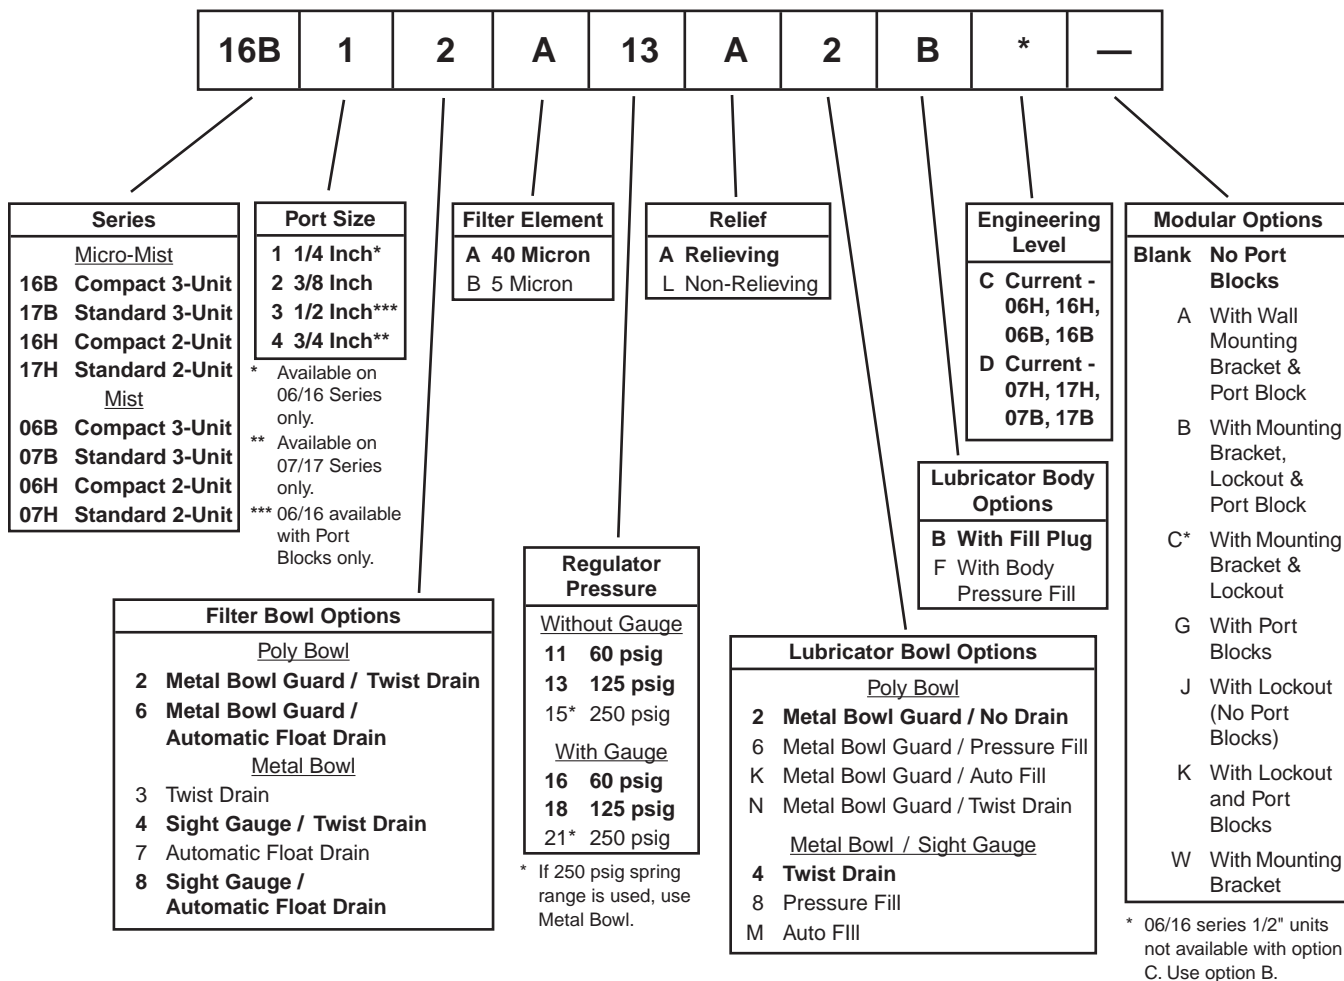 16B 1 2 A 13 A 2 B * —
Series
Micro-Mist
16B Compact 3-Unit
17B Standard 3-Unit
16H Compact 2-Unit
17H Standard 2-Unit
Mist
06B Compact 3-Unit
07B Standard 3-Unit
06H Compact 2-Unit
07H Standard 2-Unit
Port Size
1 1/4 Inch*
2 3/8 Inch
3 1/2 Inch***
4 3/4 Inch**
* Available on
06/16 Series
only.
** Available on
07/17 Series
only.
*** 06/16 available
with Port
Blocks only.
Filter Element
A 40 Micron
B 5 Micron
Relief
A Relieving
L Non-Relieving
Engineering
Level
C Current -
06H, 16H,
06B, 16B
D Current -
07H, 17H,
07B, 17B
Modular Options
Blank No Port
Blocks
A With Wall
Mounting
Bracket &
Port Block
B With Mounting
Bracket,
Lockout &
Port Block
C* With Mounting
Bracket &
Lockout
G With Port
Blocks
J With Lockout
(No Port
Blocks)
K With Lockout
and Port
Blocks
W With Mounting
Bracket
* 06/16 series 1/2" units
not available with option
C. Use option B.
Lubricator Body
Options
B With Fill Plug
F With Body
Pressure Fill
Filter Bowl Options
Poly Bowl
2 Metal Bowl Guard / Twist Drain
6 Metal Bowl Guard /
Automatic Float Drain
Metal Bowl
3 Twist Drain
4 Sight Gauge / Twist Drain
7 Automatic Float Drain
8 Sight Gauge /
Automatic Float Drain
Regulator
Pressure
Without Gauge
11 60 psig
13 125 psig
15* 250 psig
With Gauge
16 60 psig
18 125 psig
21* 250 psig
* If 250 psig spring
range is used, use
Metal Bowl.
Lubricator Bowl Options
Poly Bowl
2 Metal Bowl Guard / No Drain
6 Metal Bowl Guard / Pressure Fill
K Metal Bowl Guard / Auto Fill
N Metal Bowl Guard / Twist Drain
Metal Bowl / Sight Gauge
4 Twist Drain
8 Pressure Fill
M Auto FIll